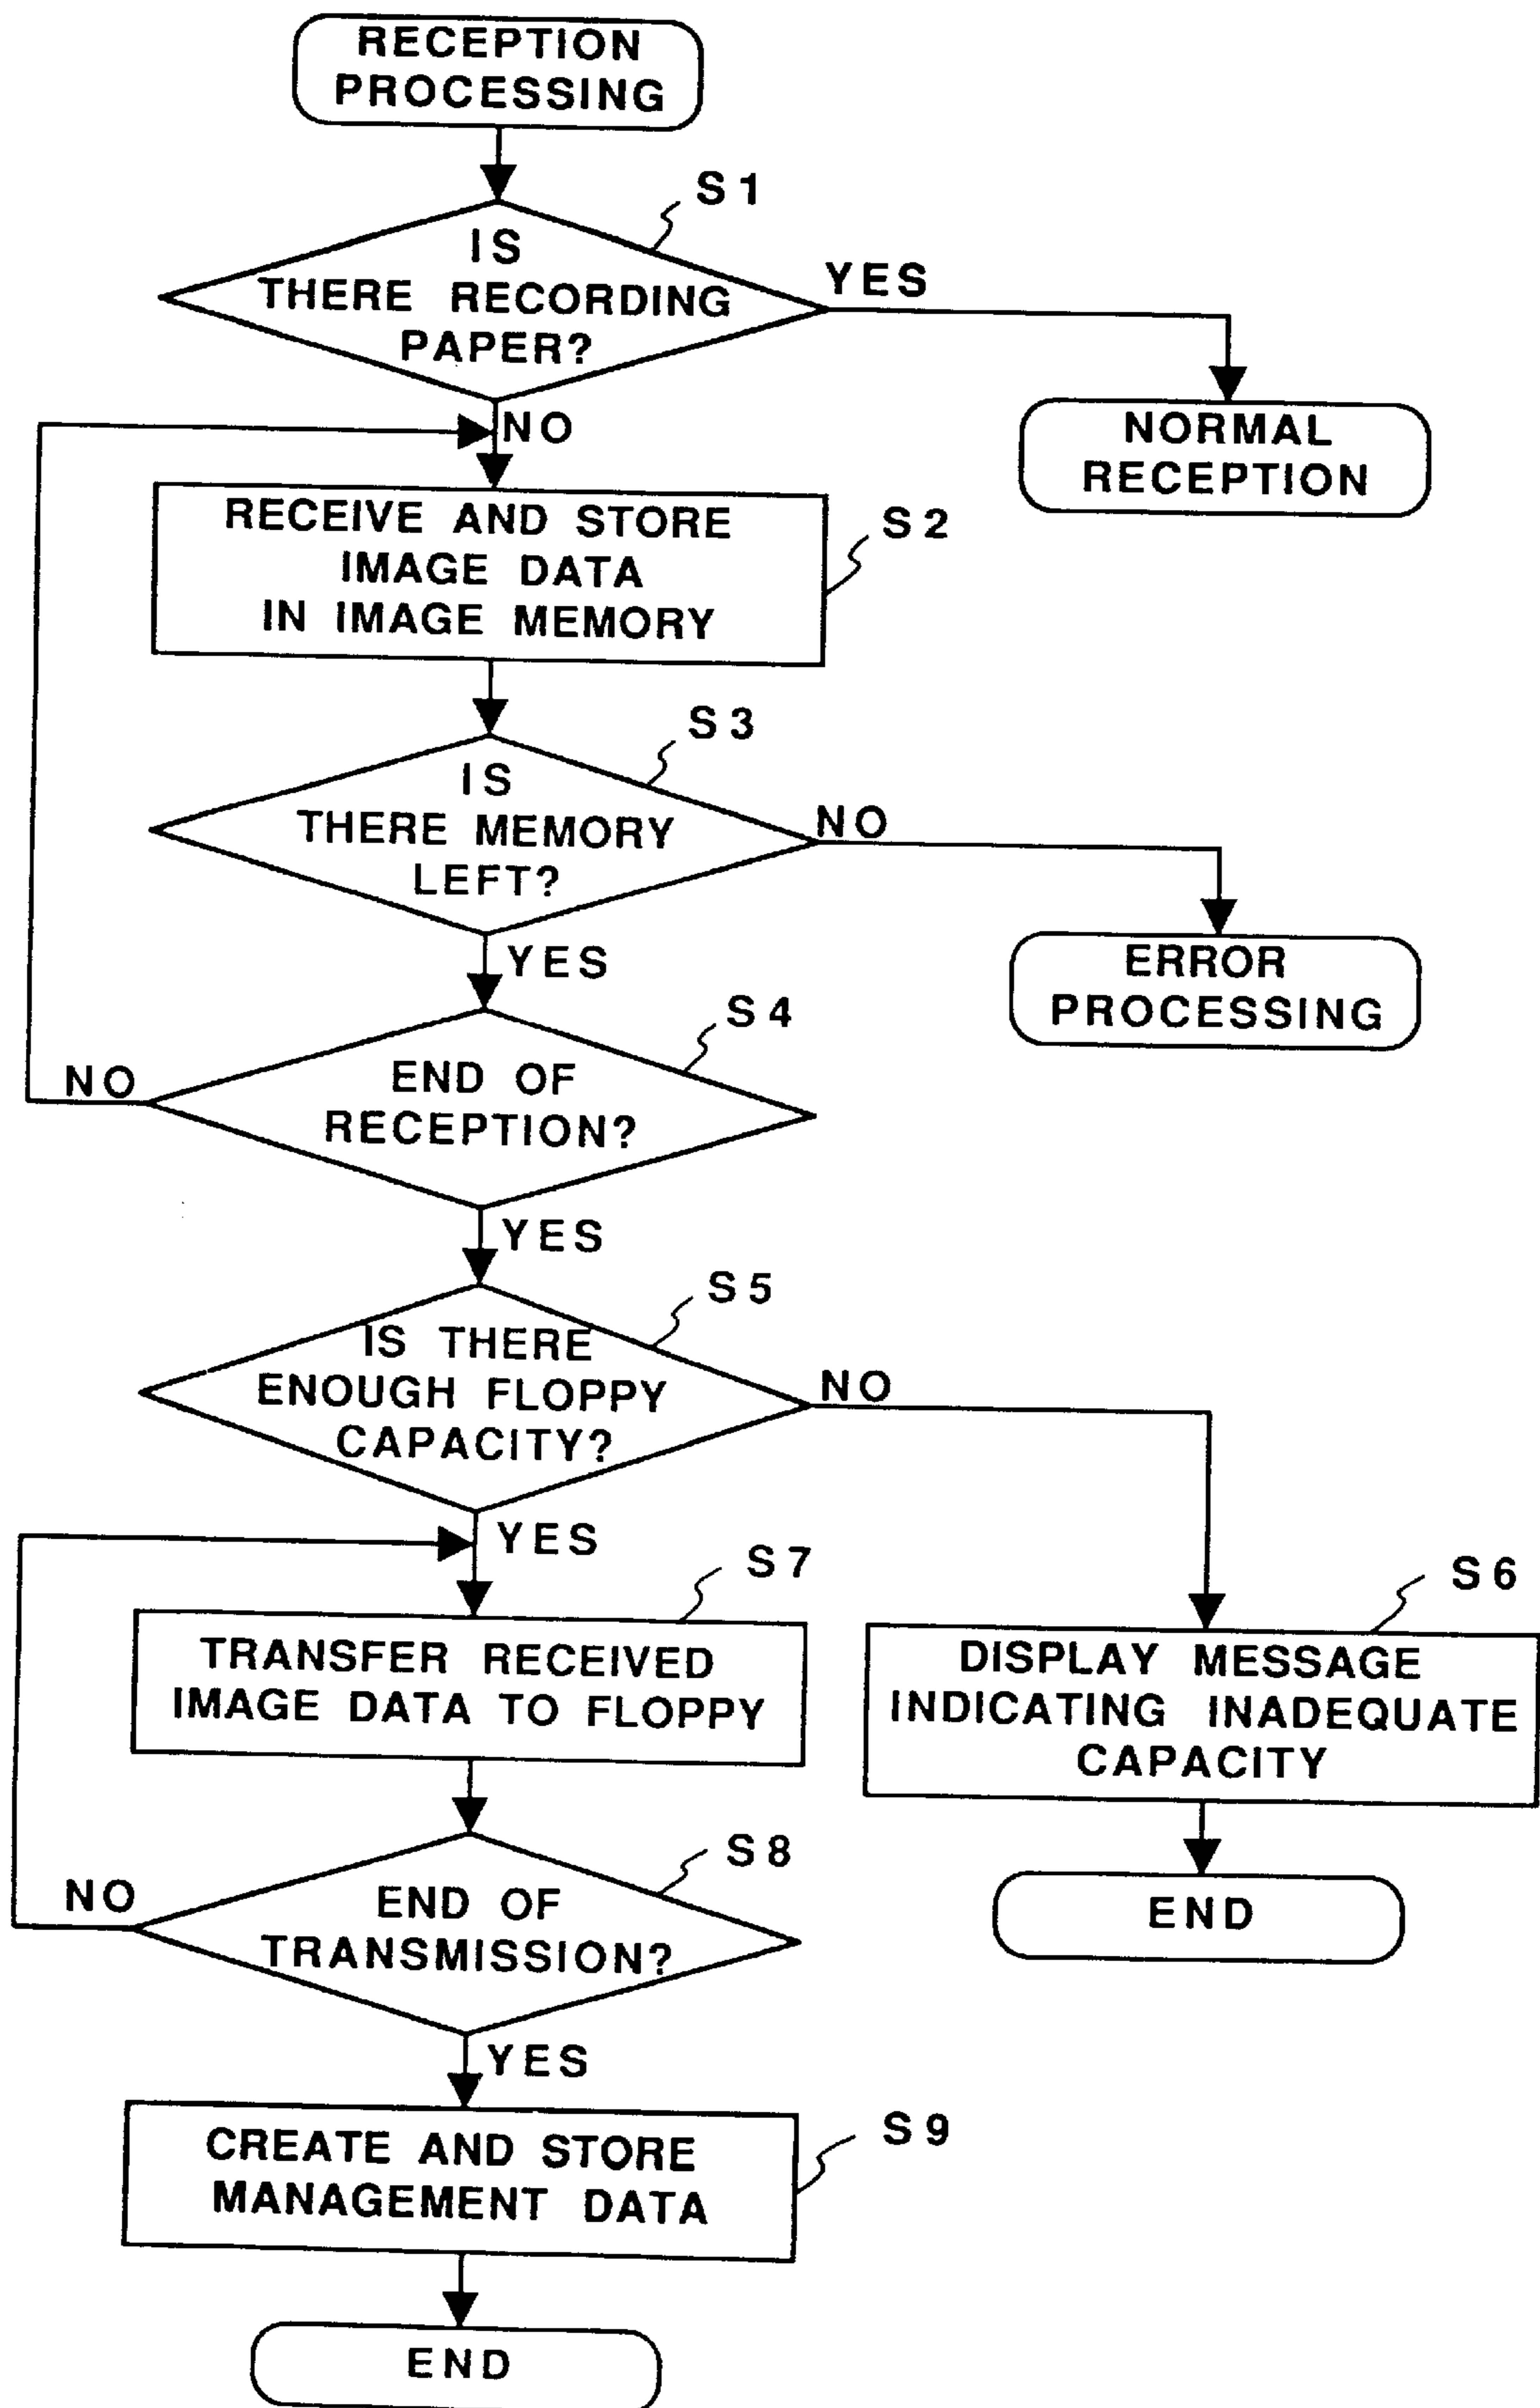 RECEPTION
PROCESSING
S1
IS
THERE RECORDING
PAPER?
YES
NO
NORMAL
RECEPTION
RECEIVE AND STORE
IMAGE DATA
IN IMAGE MEMORY
S2
S3
IS
THERE MEMORY
LEFT?
NO
YES
ERROR
PROCESSING
S4
END OF
RECEPTION?
NO
YES
S5
IS THERE
ENOUGH FLOPPY
CAPACITY?
NO
YES
S7
TRANSFER RECEIVED
IMAGE DATA TO FLOPPY
S6
DISPLAY MESSAGE
INDICATING INADEQUATE
CAPACITY
END
S8
END OF
TRANSMISSION?
NO
YES
CREATE AND STORE
MANAGEMENT DATA
S9
END